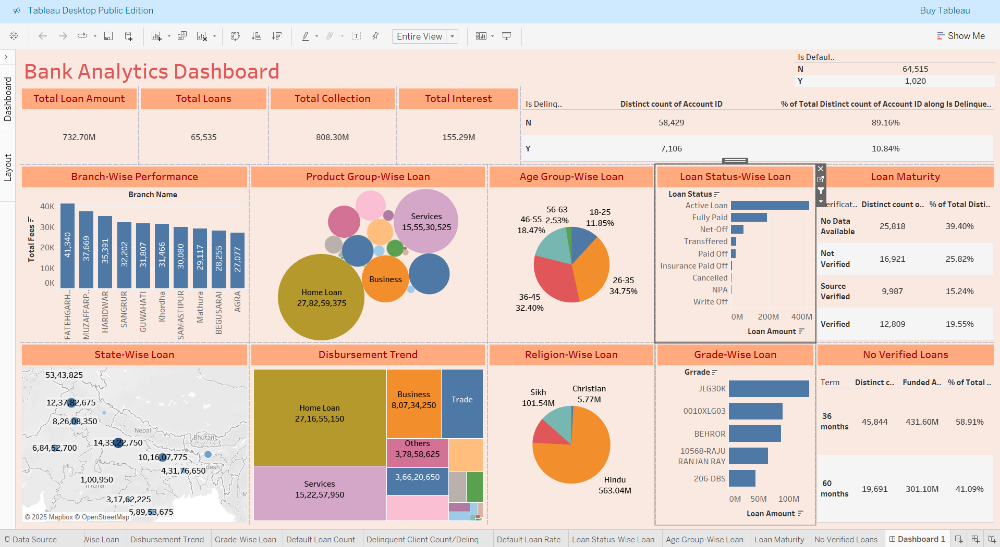 Tableau Desktop Public Edition
Buy Tableau
Entire View
Show Me
Dashboard
Layout
Bank Analytics Dashboard
Is Defaul..
N 64,515
Y 1,020
Total Loan Amount
732.70M
Total Loans
65,535
Total Collection
808.30M
Total Interest
155.29M
Is Delinq.. Distinct count of Account ID % of Total Distinct count of Account ID along Is Delinque..
N 58,429 89.16%
Y 7,106 10.84%
Branch-Wise Performance
Branch Name
Total Fees
40K
30K
20K
10K
0K
41,340
37,669
35,391
32,202
31,807
31,466
30,080
29,117
28,255
27,077
FATEHGARH..
MUZAFFARP..
HARIDWAR
SANGRUR
GUWAHATI
Khordha
SAMASTIPUR
Mathura
BEGUSARAI
AGRA
Product Group-Wise Loan
Services
15,55,30,525
Business
Home Loan
27,82,59,375
Age Group-Wise Loan
56-63
2.53%
18-25
11.85%
46-55
18.47%
26-35
34.75%
36-45
32.40%
Loan Status-Wise Loan
Loan Status
Active Loan
Fully Paid
Net-Off
Transffered
Paid Off
Insurance Paid Off
Cancelled
NPA
Write Off
0M 200M 400M
Loan Amount
Loan Maturity
erificat.. Distinct count o.. % of Total Disti..
No Data
Available 25,818 39.40%
Not
Verified 16,921 25.82%
Source
Verified 9,987 15.24%
Verified 12,809 19.55%
State-Wise Loan
53,43,825
12,37,82,675
8,26,08,350
Nepal
Bhutan
6,84,52,700
14,33,22,750
10,16,07,775
desh
4,31,76,650
1,00,950
India
3,17,62,225
5,89,53,675
© 2025 Mapbox © OpenStreetMap
Disbursement Trend
Home Loan
27,16,55,150
Business
8,07,34,250
Trade
Others
3,78,58,625
3,66,20,650
Services
15,22,57,950
Religion-Wise Loan
Sikh
101.54M
Christian
5.77M
Hindu
563.04M
Grade-Wise Loan
Grrade
JLG30K
0010XLG03
BEHROR
10568-RAJU
RANJAN RAY
206-DBS
0M 50M 100M
Loan Amount
No Verified Loans
Term Distinct c.. Funded A.. % of Total ..
36
months 45,844 431.60M 58.91%
60
months 19,691 301.10M 41.09%
Data Source
Wise Loan
Disbursement Trend
Grade-Wise Loan
Default Loan Count
Delinquent Client Count/Delinq...
Default Loan Rate
Loan Status-Wise Loan
Age Group-Wise Loan
Loan Maturity
No Verified Loans
Dashboard 1